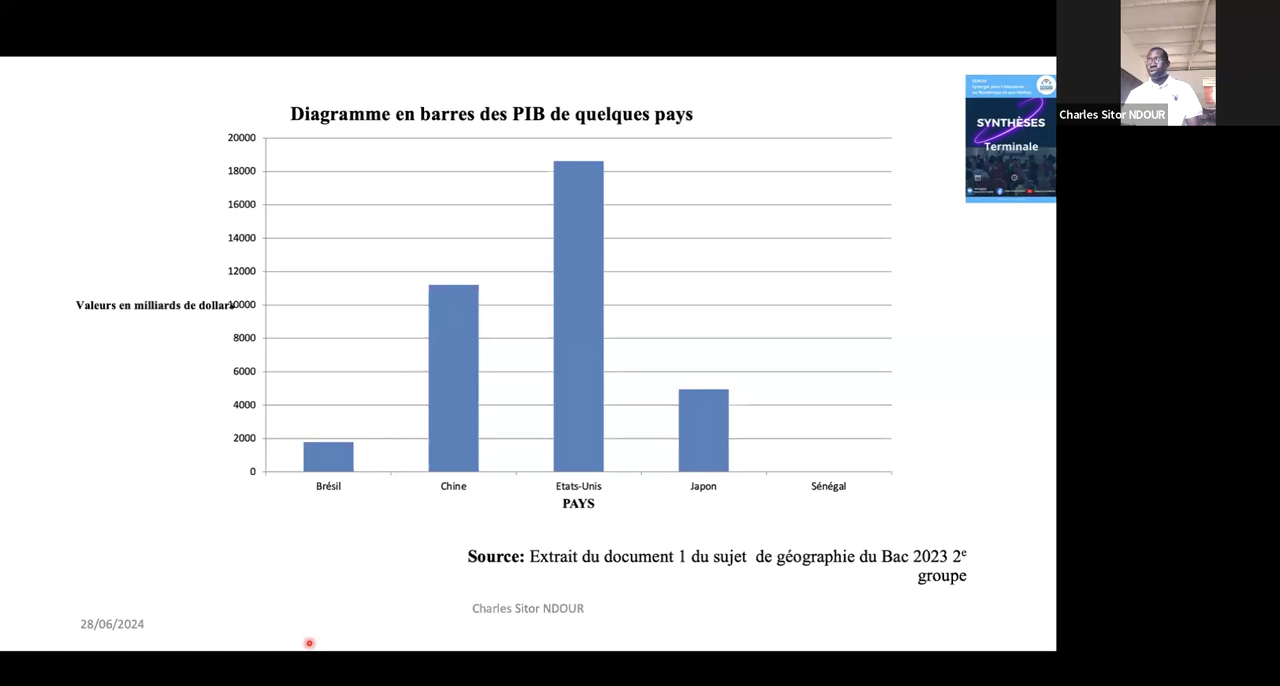 Diagramme en barres des PIB de quelques pays
20000
18000
16000
14000
12000
10000
8000
6000
4000
2000
0
Valeurs en milliards de dollars
Brésil
Chine
Etats-Unis
Japon
Sénégal
PAYS
Source: Extrait du document 1 du sujet de géographie du Bac 2023 2e
groupe
Charles Sitor NDOUR
28/06/2024
SYNTHÈSES
Terminale
Charles Sitor NDOUR